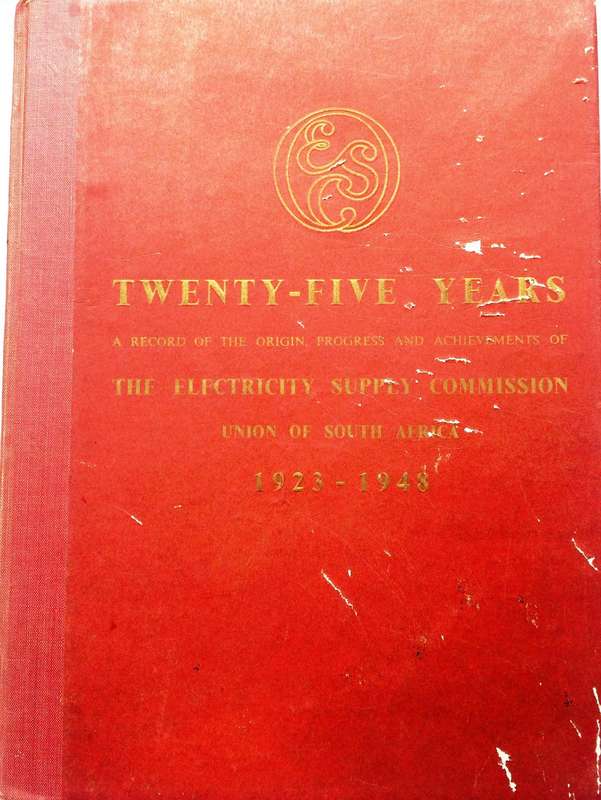 ESC
TWENTY-FIVE YEARS
A RECORD OF THE ORIGIN, PROGRESS AND ACHIEVEMENTS OF
THE ELECTRICITY SUPPLY COMMISSION
UNION OF SOUTH AFRICA
1923 - 1948